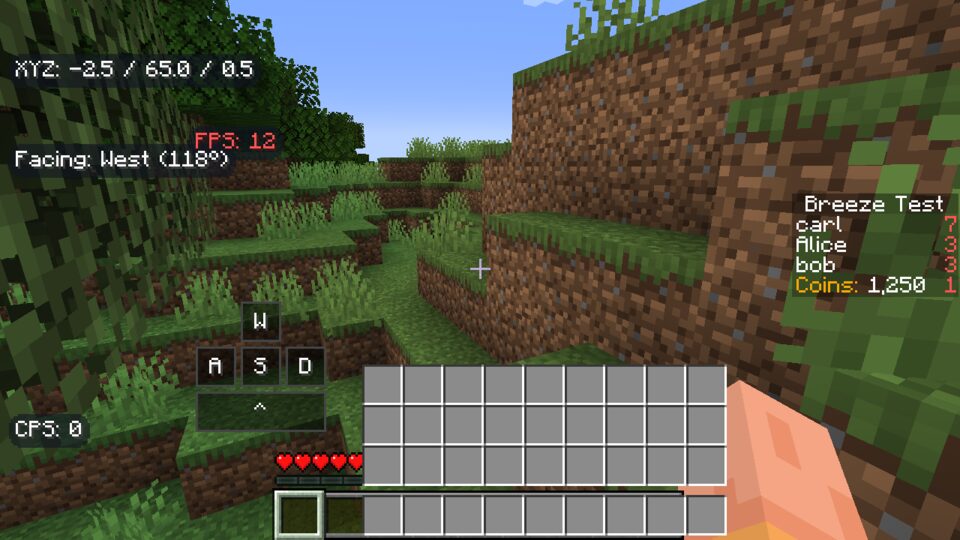 XYZ: -2.5 / 65.0 / 0.5
FPS: 12
Facing: West (118º)
Breeze Test
carl 7
Alice 3
bob 3
Coins: 1,250 1
W
A S D
^
CPS: 0